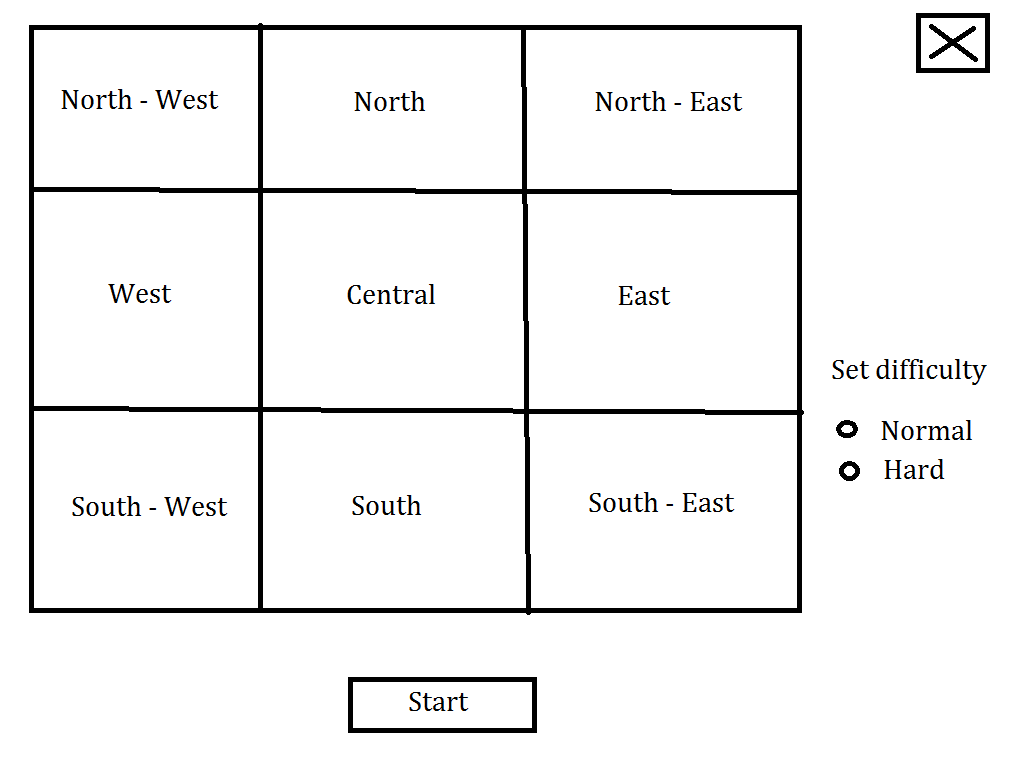 North - West
North
North - East
West
Central
East
Set difficulty
Normal
Hard
South - West
South
South - East
Start